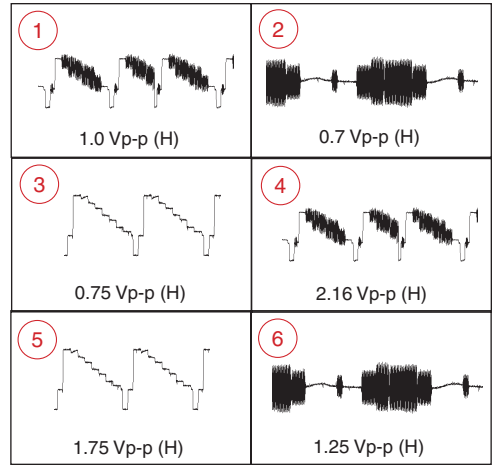 1
1.0 Vp-p (H)
2
0.7 Vp-p (H)
3
0.75 Vp-p (H)
4
2.16 Vp-p (H)
5
1.75 Vp-p (H)
6
1.25 Vp-p (H)